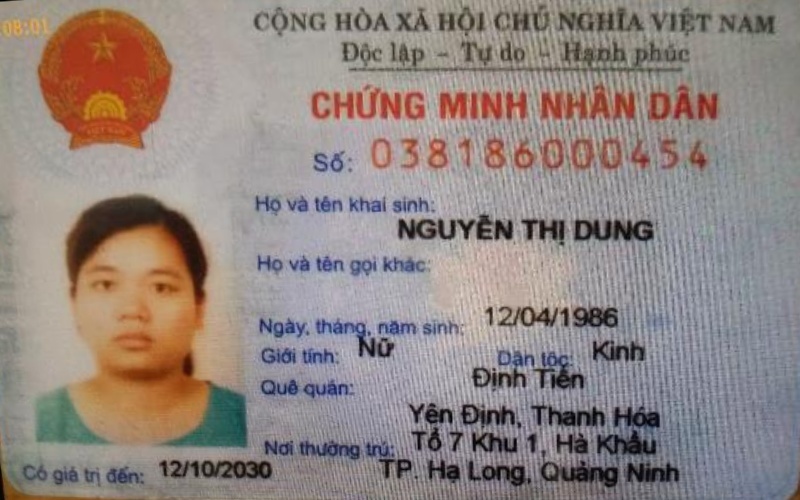 08:01
CỘNG HÒA XÃ HỘI CHỦ NGHĨA VIỆT NAM
Độc lập - Tự do - Hạnh phúc
CHỨNG MINH NHÂN DÂN
Số: 038186000454
Họ và tên khai sinh:
NGUYỄN THỊ DUNG
Họ và tên gọi khác:
Ngày, tháng, năm sinh: 12/04/1986
Giới tính: Nữ Dân tộc: Kinh
Quê quán: Định Tiến
Yên Định, Thanh Hóa
Nơi thường trú: Tổ 7 Khu 1, Hà Khẩu
TP. Hạ Long, Quảng Ninh
Có giá trị đến: 12/10/2030